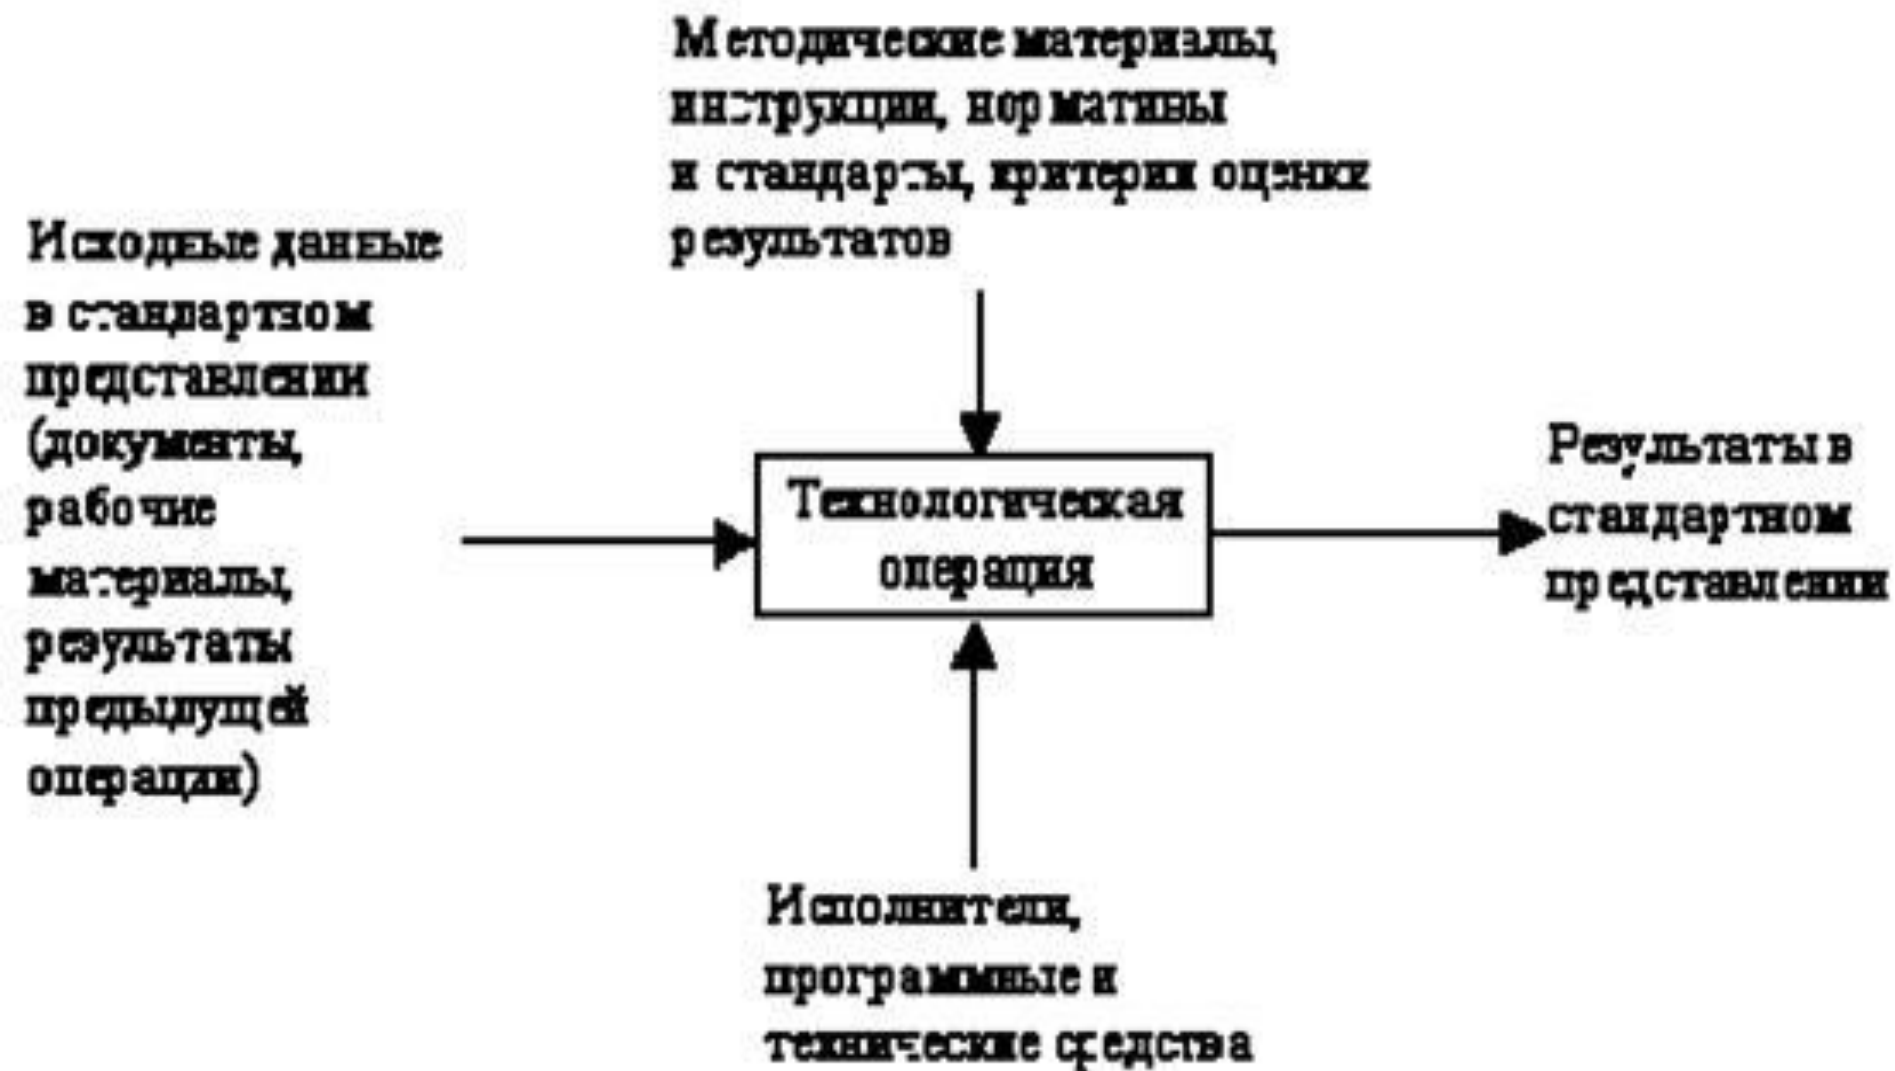 Методические материалы,
инструкции, нормативы
и стандарты, критерии оценки
результатов
Исходные данные
в стандартном
представлении
(документы,
рабочие
материалы,
результаты
предыдущей
операции)
Технологическая
операция
Результаты в
стандартном
представлении
Исполнители,
программные и
технические средства